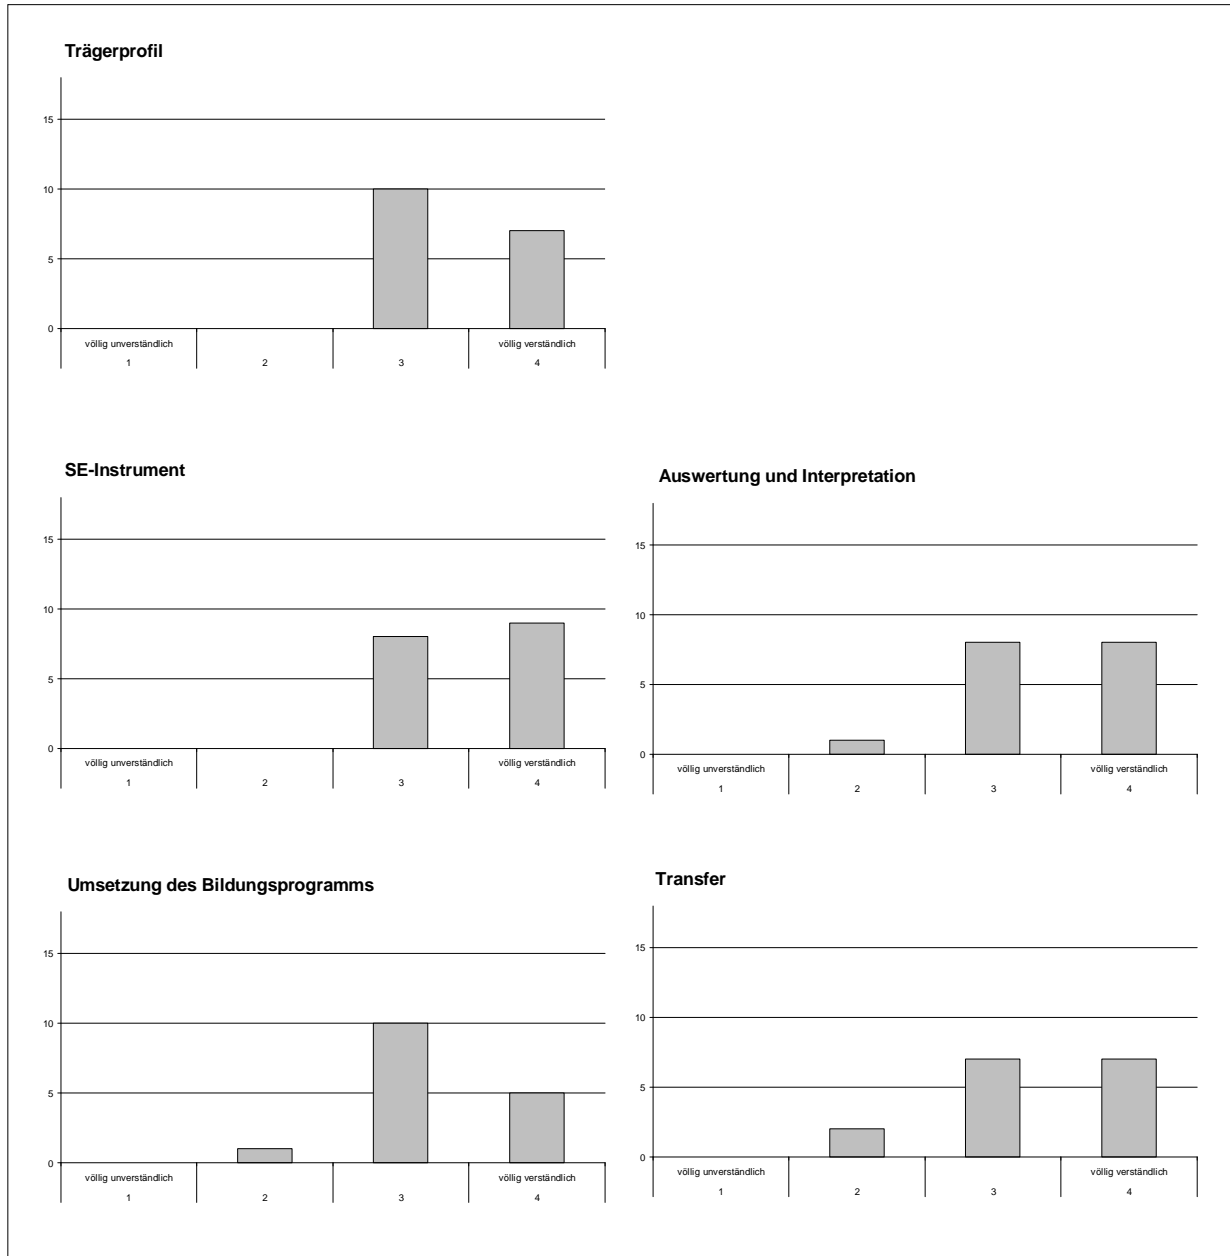 Trägerprofil
15
10
5
0
völlig unverständlich völlig verständlich
1 2 3 4
SE-Instrument
15
10
5
0
völlig unverständlich völlig verständlich
1 2 3 4
Auswertung und Interpretation
15
10
5
0
völlig unverständlich völlig verständlich
1 2 3 4
Umsetzung des Bildungsprogramms
15
10
5
0
völlig unverständlich völlig verständlich
1 2 3 4
Transfer
15
10
5
0
völlig unverständlich völlig verständlich
1 2 3 4